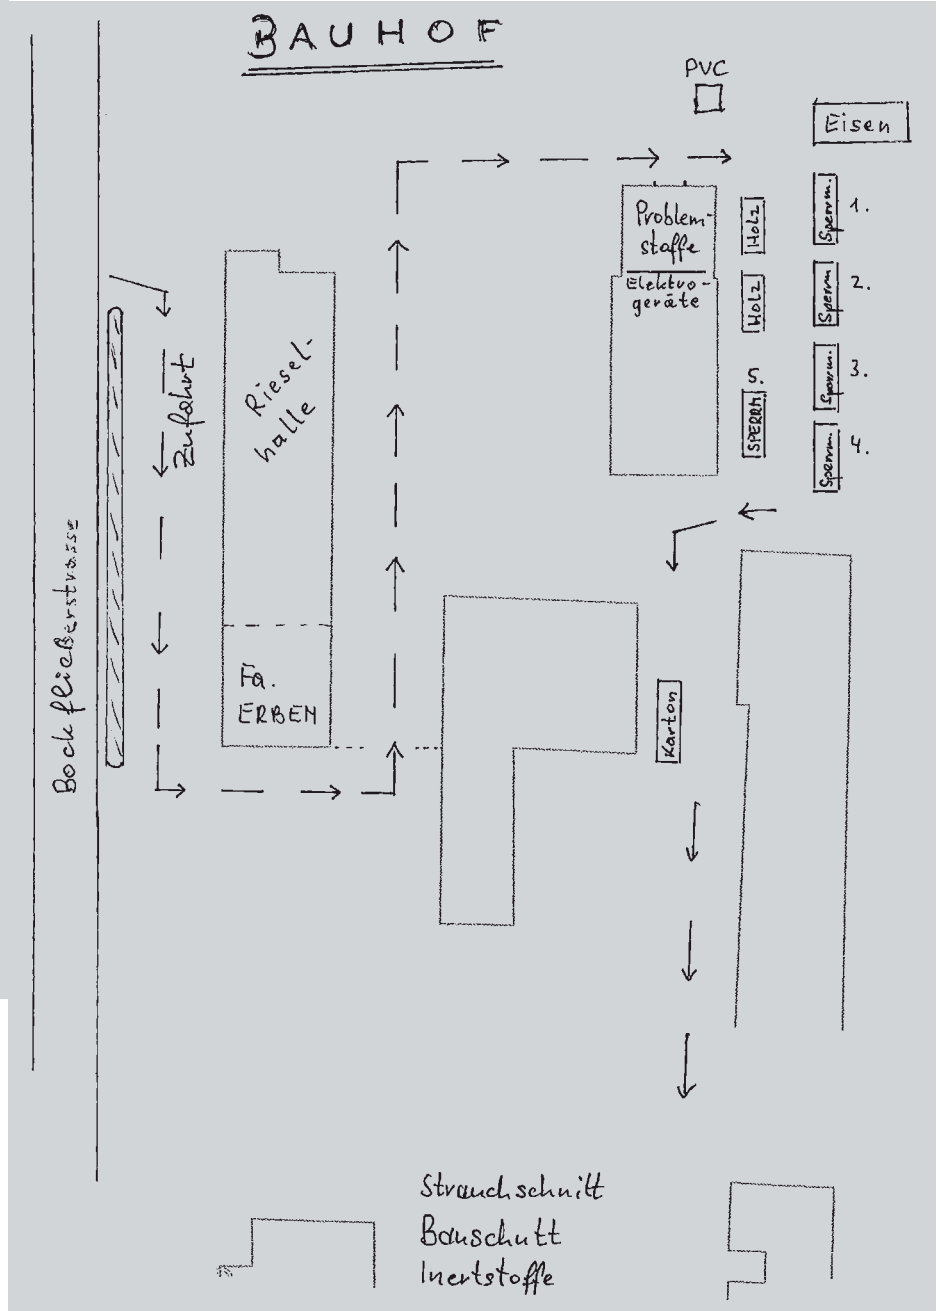 BAUHOF
PVC
Eisen
Problem-
stoffe
Elektro-
geräte
Holz
Holz
5.
SPERRM.
Sperrm. 1.
Sperrm. 2.
Sperrm. 3.
Sperrm. 4.
Zufahrt
Riesel-
halle
Fa.
ERBEN
Bockfließerstrasse
Karton
Strauchschnitt
Bauschutt
Inertstoffe